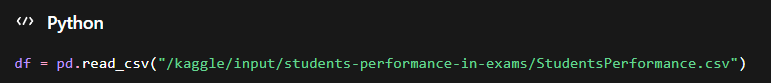 </> Python
df = pd.read_csv("/kaggle/input/students-performance-in-exams/StudentsPerformance.csv")